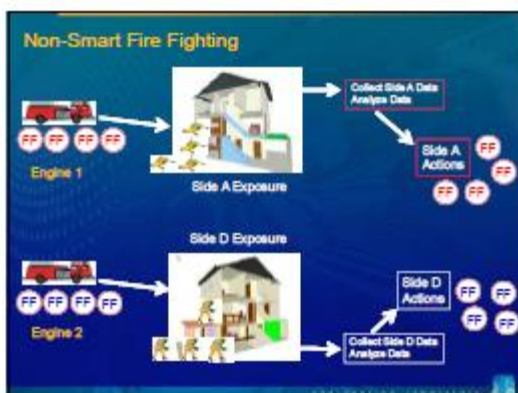 Non-Smart Fire Fighting
FF FF FF FF
Engine 1
Side A Exposure
Collect Side A Data
Analyze Data
Side A
Actions
FF
FF
FF
FF
Side D Exposure
FF FF FF FF
Engine 2
Side D
Actions
FF
FF
FF
FF
Collect Side D Data
Analyze Data